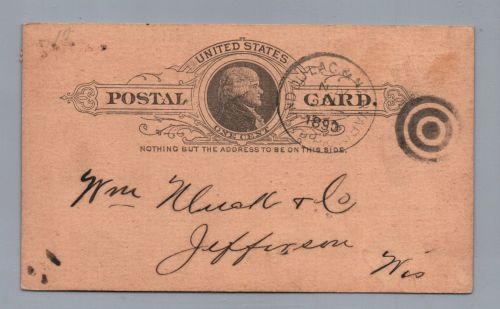 UNITED STATES
POSTAL CARD.
ONE CENT
NOTHING BUT THE ADDRESS TO BE ON THIS SIDE.
1893
Wm & Co
Jefferson
Wis